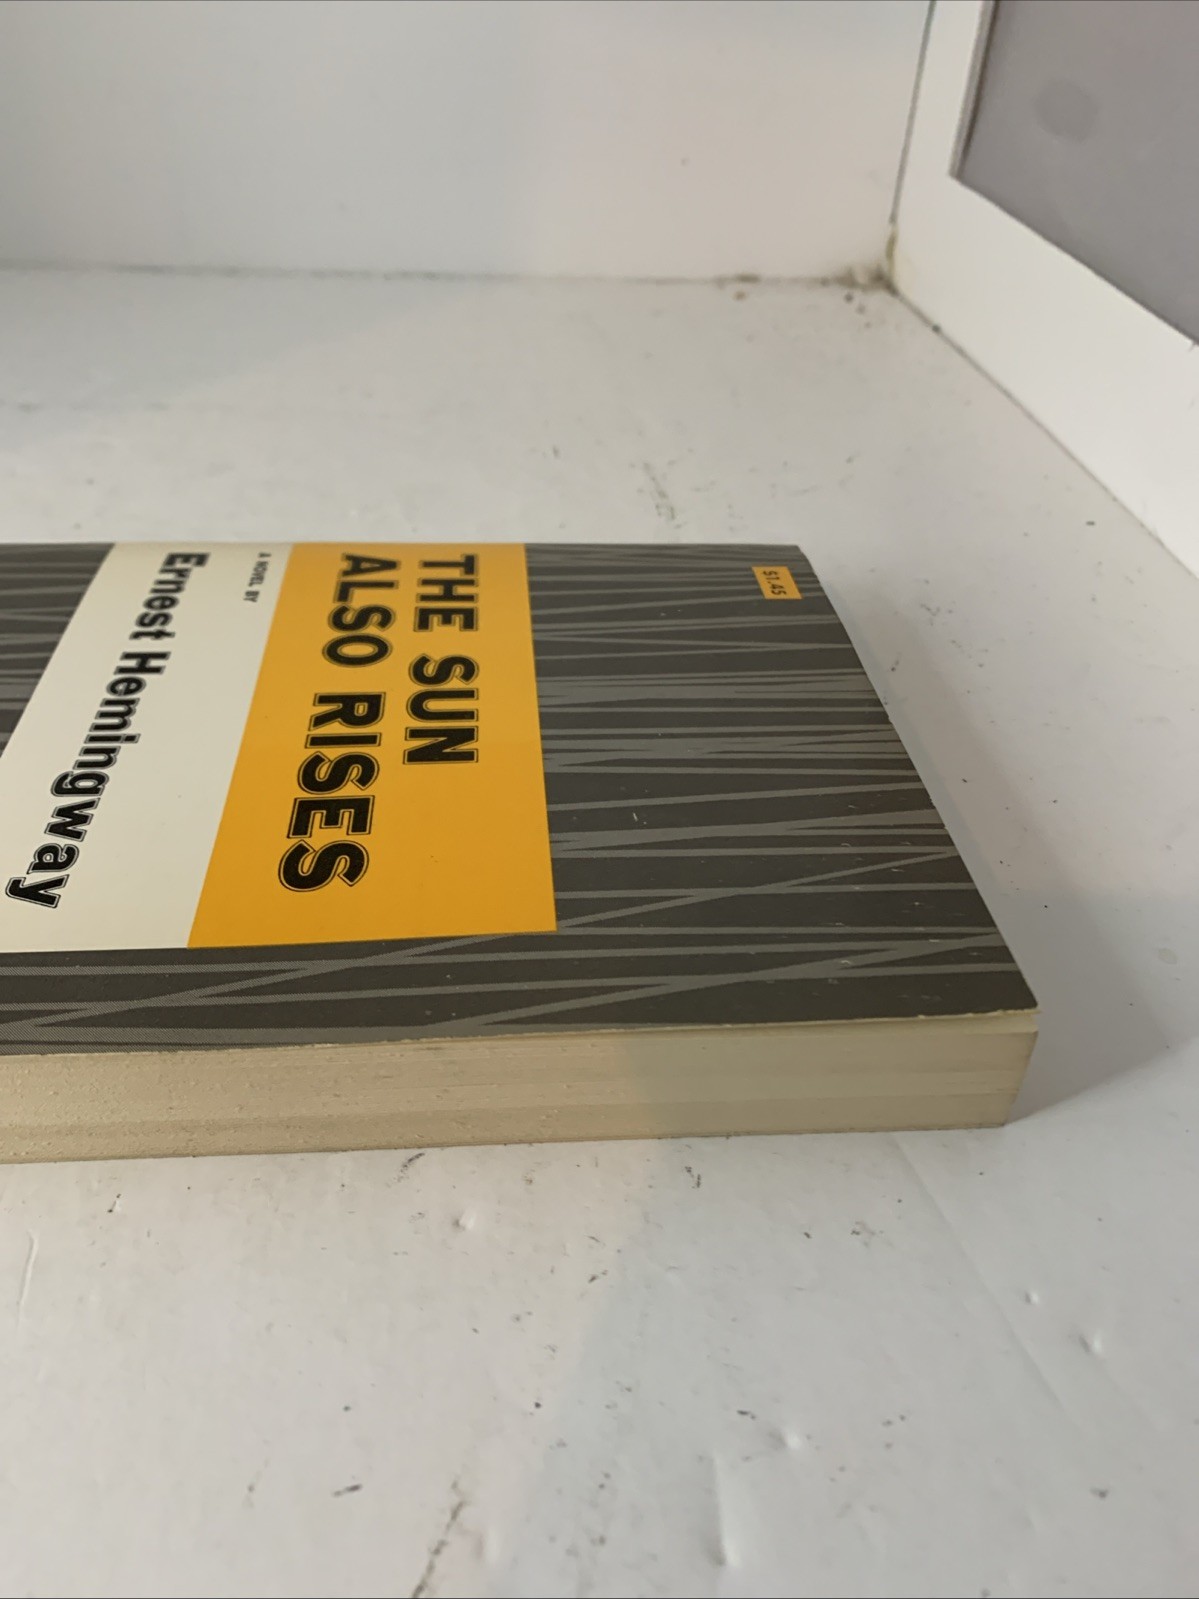 $1.45
THE SUN
ALSO RISES
A NOVEL BY
Ernest Hemingway